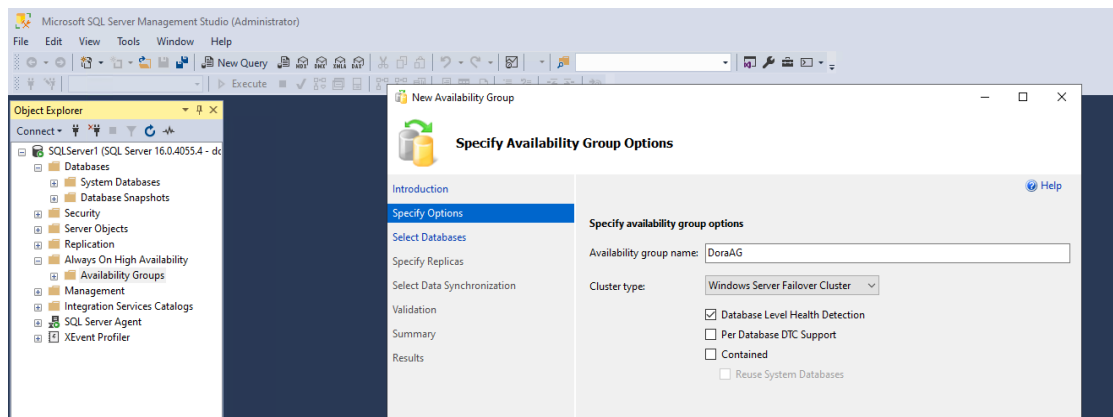 Microsoft SQL Server Management Studio (Administrator)
File Edit View Tools Window Help
New Query MDX DMX XMLA DAX
Execute
Object Explorer
Connect
SQLServer1 (SQL Server 16.0.4055.4 - do
Databases
System Databases
Database Snapshots
Security
Server Objects
Replication
Always On High Availability
Availability Groups
Management
Integration Services Catalogs
SQL Server Agent
XEvent Profiler
New Availability Group
Specify Availability Group Options
Introduction
Specify Options
Select Databases
Specify Replicas
Select Data Synchronization
Validation
Summary
Results
Help
Specify availability group options
Availability group name: DoraAG
Cluster type: Windows Server Failover Cluster
Database Level Health Detection
Per Database DTC Support
Contained
Reuse System Databases